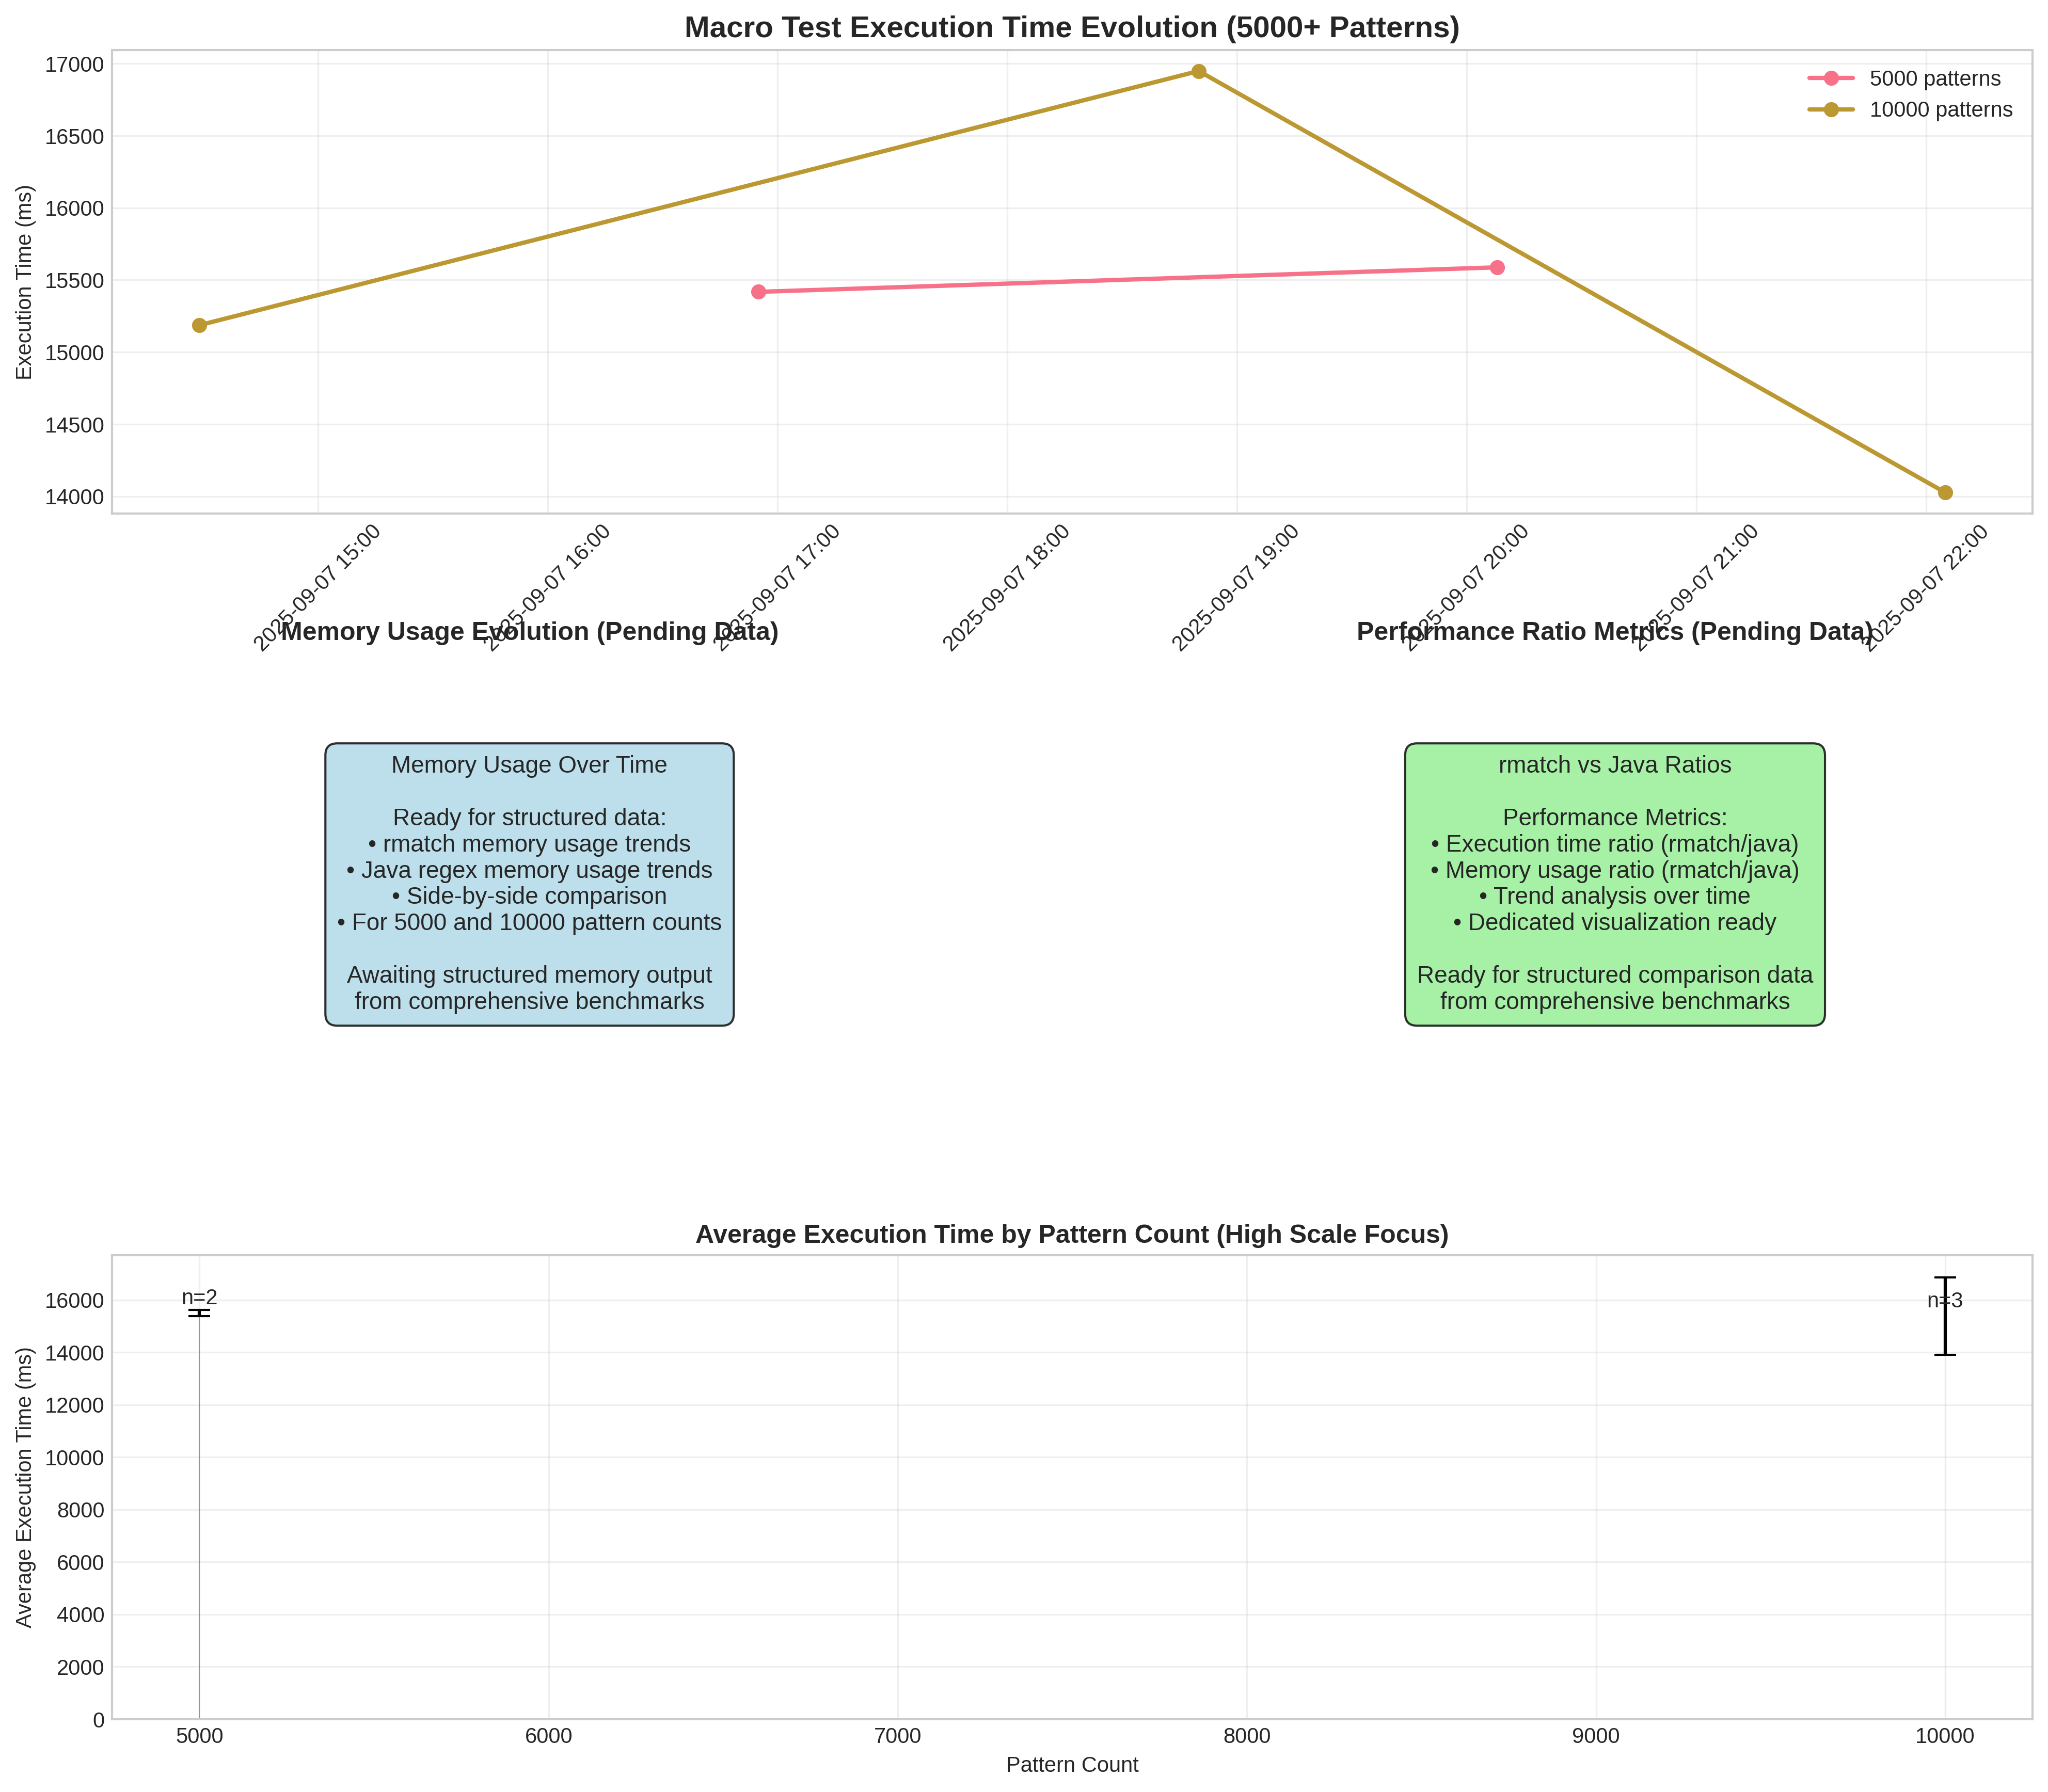 Macro Test Execution Time Evolution (5000+ Patterns)
Execution Time (ms)
17000
16500
16000
15500
15000
14500
14000
5000 patterns
10000 patterns
2025-09-07 15:00
2025-09-07 16:00
2025-09-07 17:00
2025-09-07 18:00
2025-09-07 19:00
2025-09-07 20:00
2025-09-07 21:00
2025-09-07 22:00
Memory Usage Evolution (Pending Data)
Memory Usage Over Time
Ready for structured data:
• rmatch memory usage trends
• Java regex memory usage trends
• Side-by-side comparison
• For 5000 and 10000 pattern counts
Awaiting structured memory output
from comprehensive benchmarks
Performance Ratio Metrics (Pending Data)
rmatch vs Java Ratios
Performance Metrics:
• Execution time ratio (rmatch/java)
• Memory usage ratio (rmatch/java)
• Trend analysis over time
• Dedicated visualization ready
Ready for structured comparison data
from comprehensive benchmarks
Average Execution Time by Pattern Count (High Scale Focus)
Average Execution Time (ms)
16000
14000
12000
10000
8000
6000
4000
2000
0
n=2
n=3
5000
6000
7000
8000
9000
10000
Pattern Count